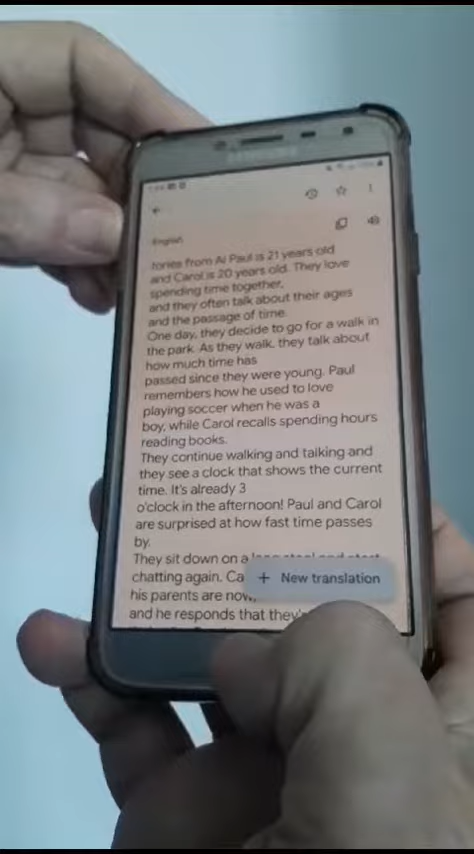 English
tories from Ai Paul is 21 years old
and Carol is 20 years old. They love
spending time together,
and they often talk about their ages
and the passage of time.
One day, they decide to go for a walk in
the park. As they walk, they talk about
how much time has
passed since they were young. Paul
remembers how he used to love
playing soccer when he was a
boy, while Carol recalls spending hours
reading books.
They continue walking and talking and
they see a clock that shows the current
time. It's already 3
o'clock in the afternoon! Paul and Carol
are surprised at how fast time passes
by.
They sit down on a
chatting again. Ca
+ New translation
his parents are now,
and he responds that they'